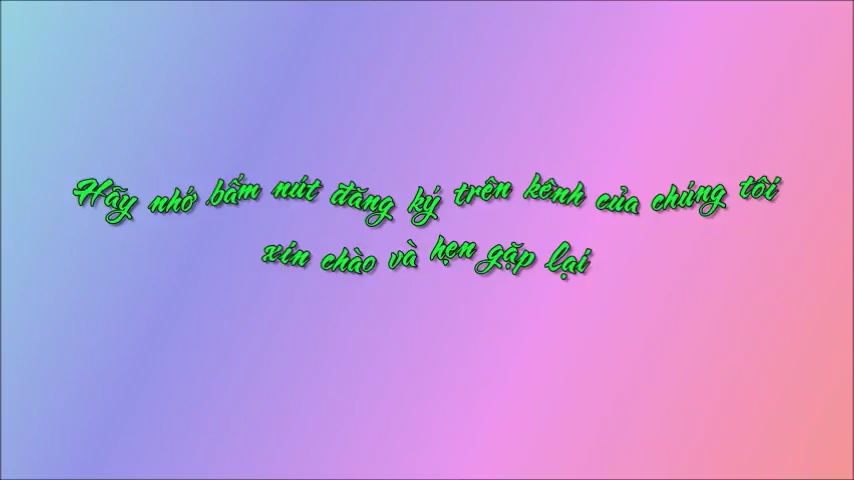 Hãy nhớ bấm nút đăng ký trên kênh của chúng tôi
xin chào và hẹn gặp lại